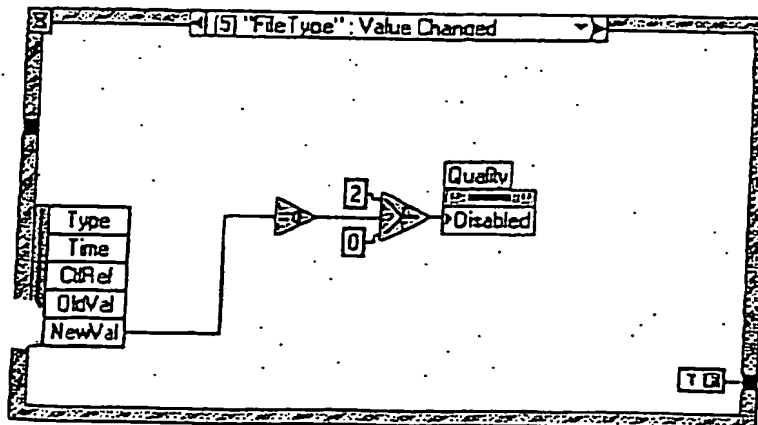 [5] "FileType": Value Changed
Quality
2
Disabled
0
Type
Time
CtlRef
OldVal
NewVal